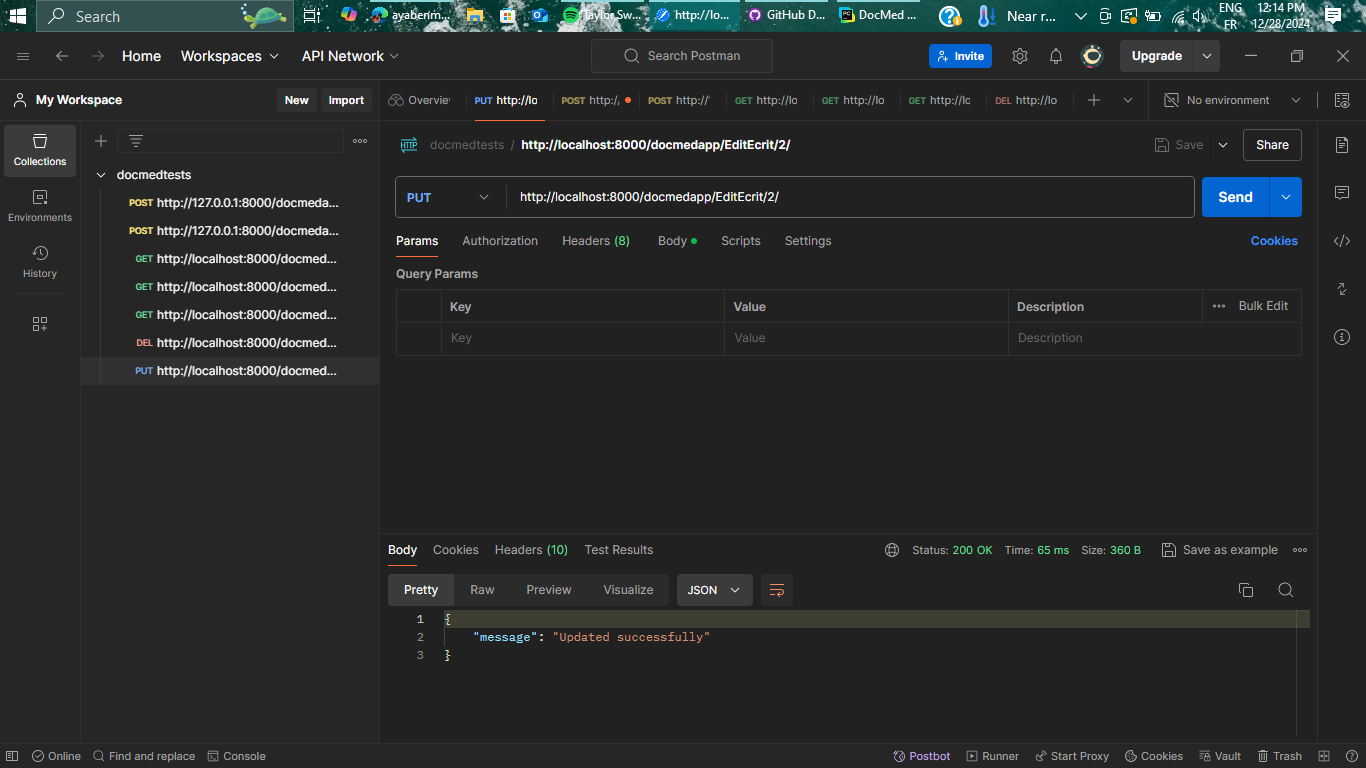 Search
ayabenm...
Taylor Sw...
http://lo...
GitHub D...
DocMed ...
Near r...
ENG
FR
12:14 PM
12/28/2024
Home
Workspaces
API Network
Search Postman
Invite
Upgrade
My Workspace
New
Import
Overview
PUT http://lo
POST http:/
POST http://
GET http://lo
GET http://lo
GET http://lo
DEL http://lo
No environment
Collections
Environments
History
docmedtests
POST http://127.0.0.1:8000/docmeda...
POST http://127.0.0.1:8000/docmeda...
GET http://localhost:8000/docmed...
GET http://localhost:8000/docmed...
GET http://localhost:8000/docmed...
DEL http://localhost:8000/docmed...
PUT http://localhost:8000/docmed...
HTTP docmedtests / http://localhost:8000/docmedapp/EditEcrit/2/
Save
Share
PUT http://localhost:8000/docmedapp/EditEcrit/2/
Send
Params Authorization Headers (8) Body Scripts Settings
Cookies
Query Params
Key Value Description Bulk Edit
Key Value Description
Body Cookies Headers (10) Test Results
Status: 200 OK Time: 65 ms Size: 360 B
Save as example
Pretty Raw Preview Visualize JSON
1 {
2 "message": "Updated successfully"
3 }
Online Find and replace Console
Postbot Runner Start Proxy Cookies Vault Trash